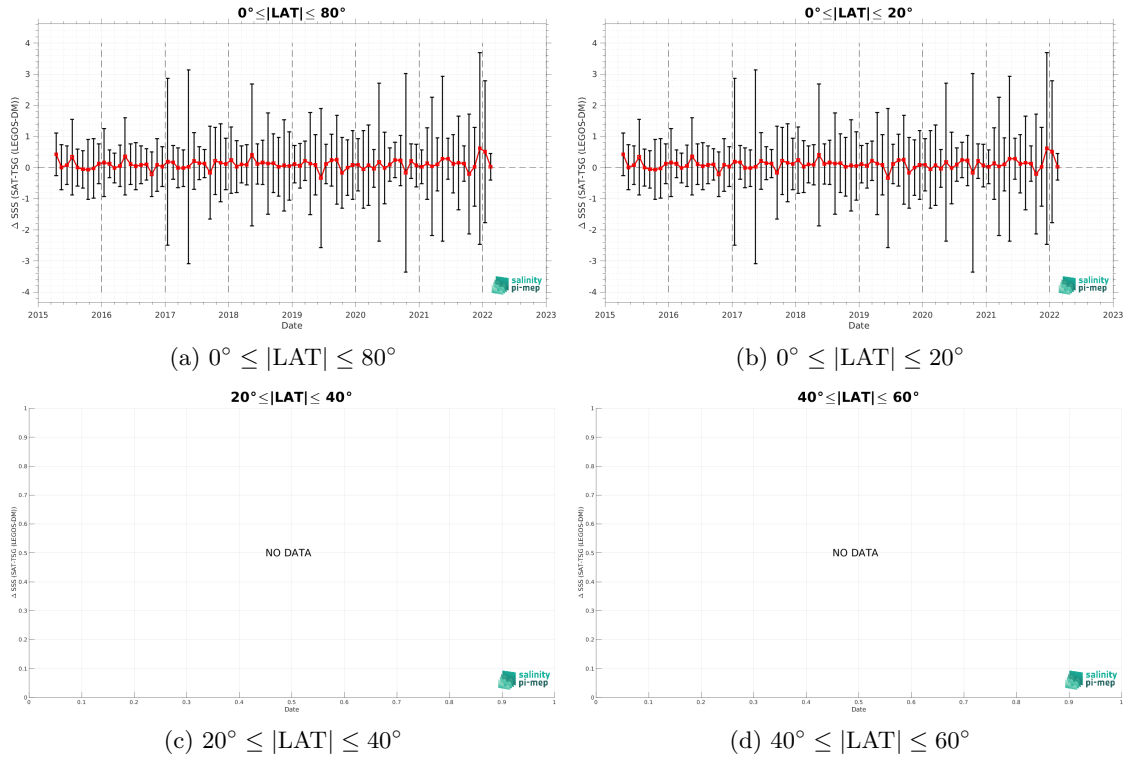 0°≤|LAT|≤ 80°
Δ SSS (SAT-TSG (LEGOS-DM))
4
3
2
1
0
-1
-2
-3
-4
2015 2016 2017 2018 2019 2020 2021 2022 2023
Date
salinity
pi-mep
(a) 0° ≤ |LAT| ≤ 80°
0°≤|LAT|≤ 20°
Δ SSS (SAT-TSG (LEGOS-DM))
4
3
2
1
0
-1
-2
-3
-4
2015 2016 2017 2018 2019 2020 2021 2022 2023
Date
salinity
pi-mep
(b) 0° ≤ |LAT| ≤ 20°
20°≤|LAT|≤ 40°
Δ SSS (SAT-TSG (LEGOS-DM))
1
0.9
0.8
0.7
0.6
0.5
0.4
0.3
0.2
0.1
0
NO DATA
0 0.1 0.2 0.3 0.4 0.5 0.6 0.7 0.8 0.9 1
Date
salinity
pi-mep
(c) 20° ≤ |LAT| ≤ 40°
40°≤|LAT|≤ 60°
Δ SSS (SAT-TSG (LEGOS-DM))
1
0.9
0.8
0.7
0.6
0.5
0.4
0.3
0.2
0.1
0
NO DATA
0 0.1 0.2 0.3 0.4 0.5 0.6 0.7 0.8 0.9 1
Date
salinity
pi-mep
(d) 40° ≤ |LAT| ≤ 60°